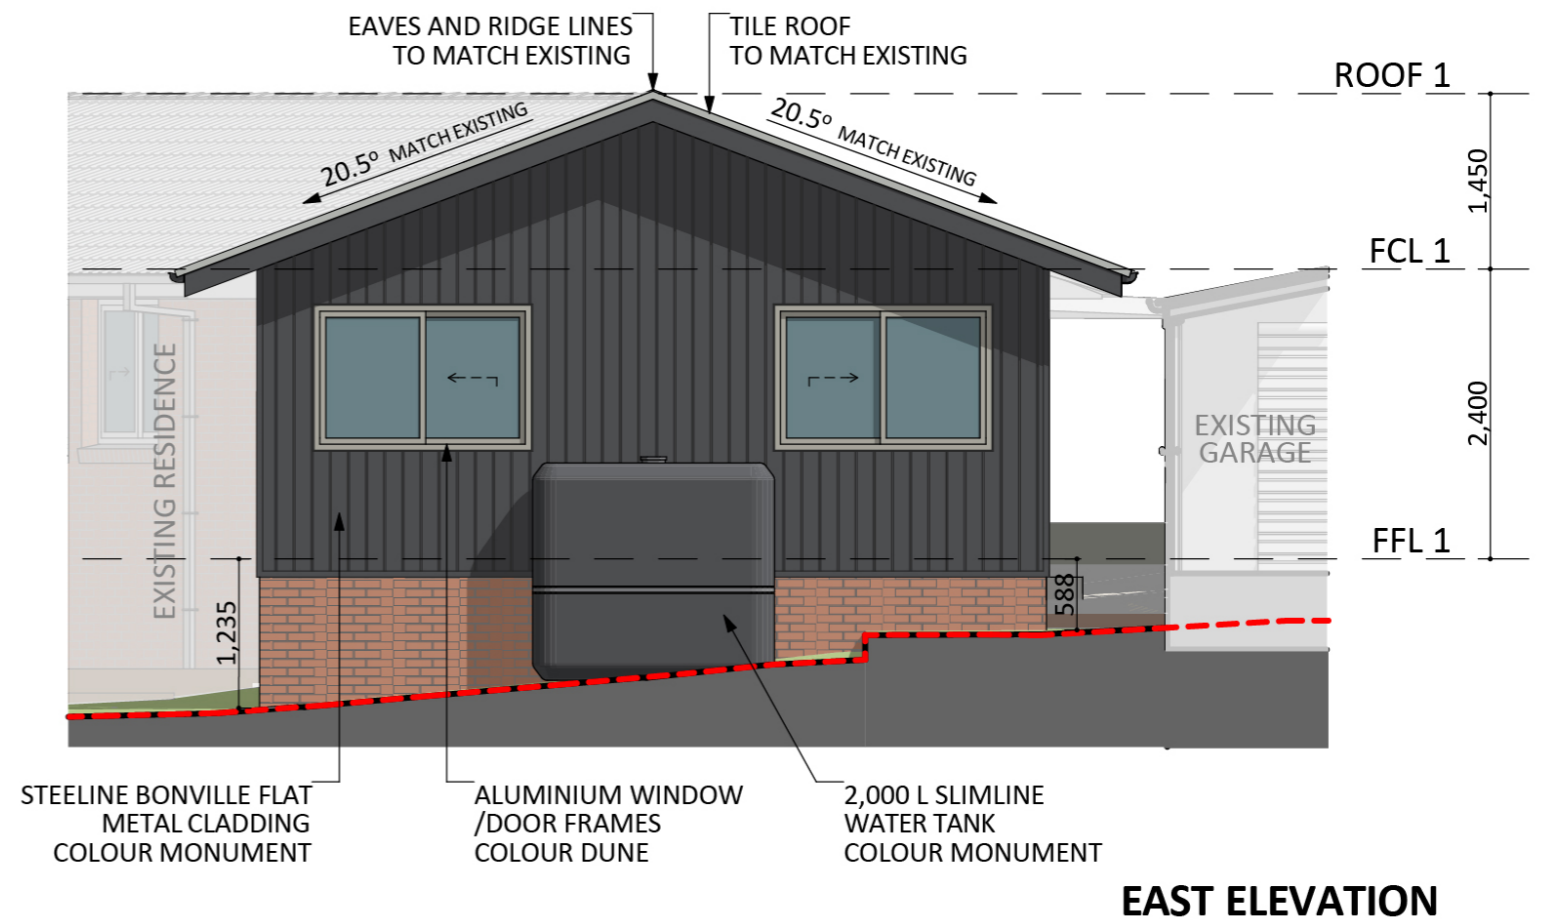 EAVES AND RIDGE LINES
TO MATCH EXISTING
TILE ROOF
TO MATCH EXISTING
ROOF 1
20.5º MATCH EXISTING
20.5º MATCH EXISTING
1,450
FCL 1
EXISTING RESIDENCE
2,400
EXISTING
GARAGE
FFL 1
1,235
588
STEELINE BONVILLE FLAT
METAL CLADDING
COLOUR MONUMENT
ALUMINIUM WINDOW
/DOOR FRAMES
COLOUR DUNE
2,000 L SLIMLINE
WATER TANK
COLOUR MONUMENT
EAST ELEVATION